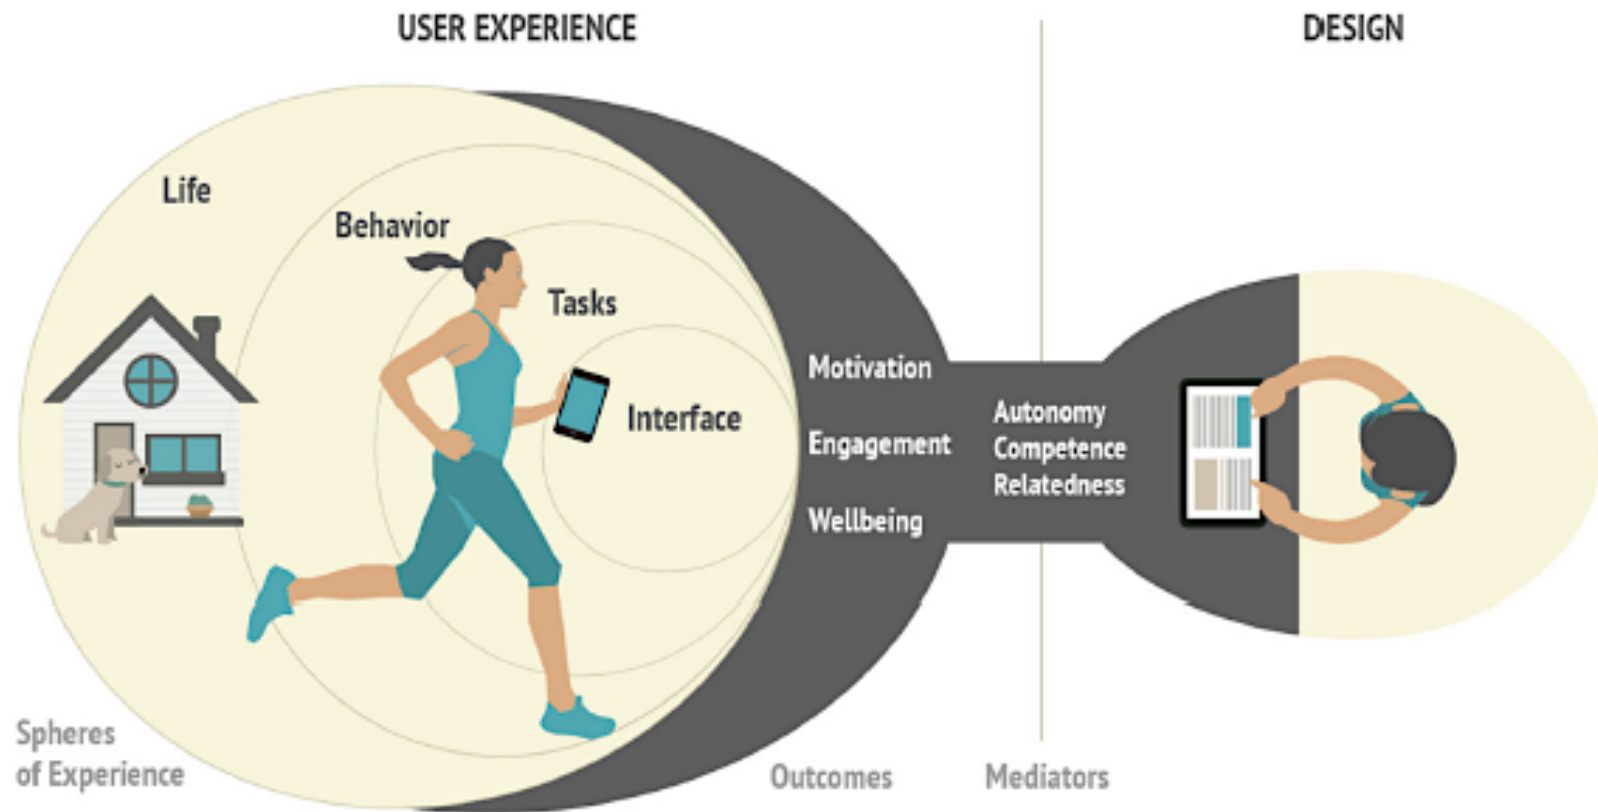 USER EXPERIENCE
DESIGN
Life
Behavior
Tasks
Interface
Motivation
Engagement
Wellbeing
Autonomy
Competence
Relatedness
Spheres
of Experience
Outcomes
Mediators